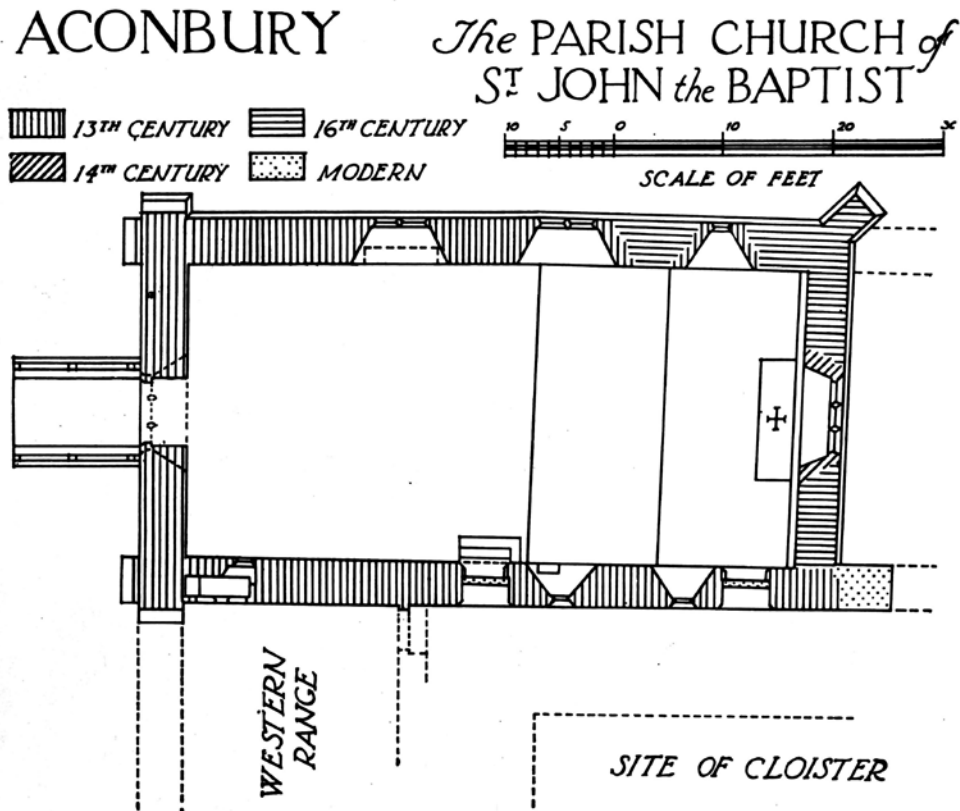 ACONBURY
The PARISH CHURCH of
ST JOHN the BAPTIST
13TH CENTURY
16TH CENTURY
14TH CENTURY
MODERN
10 5 0 10 20 30
SCALE OF FEET
WESTERN
RANGE
SITE OF CLOISTER